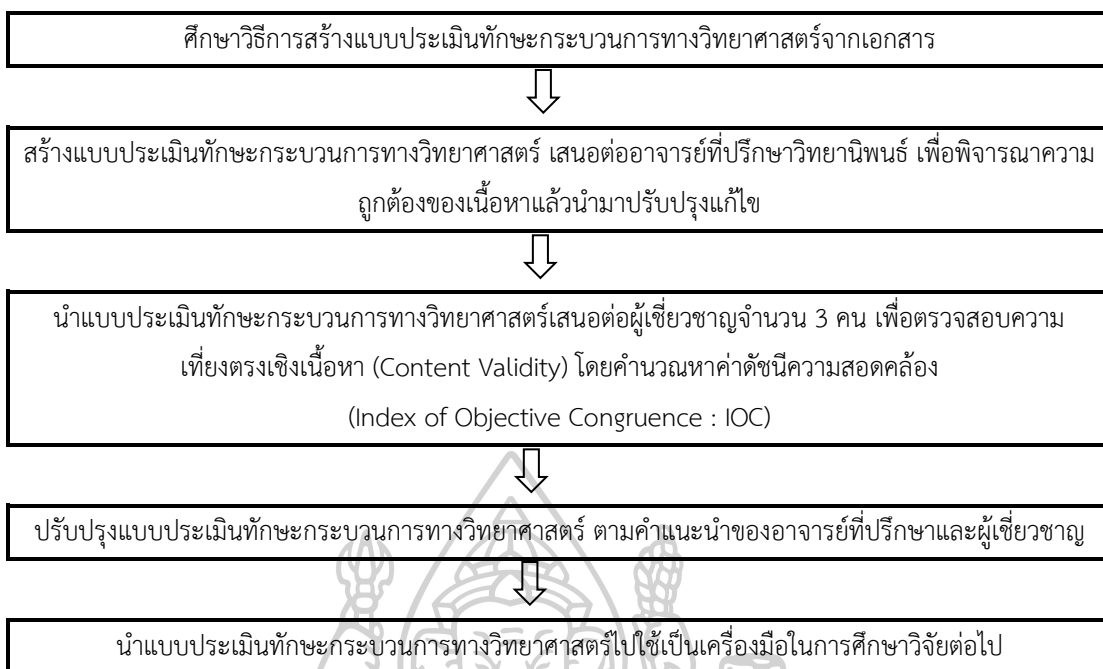 ศึกษาวิธีการสร้างแบบประเมินทักษะกระบวนการทางวิทยาศาสตร์จากเอกสาร
สร้างแบบประเมินทักษะกระบวนการทางวิทยาศาสตร์ เสนอต่ออาจารย์ที่ปรึกษาวิทยานิพนธ์ เพื่อพิจารณาความ
ถูกต้องของเนื้อหาแล้วนำมาปรับปรุงแก้ไข
นำแบบประเมินทักษะกระบวนการทางวิทยาศาสตร์เสนอต่อผู้เชี่ยวชาญจำนวน 3 คน เพื่อตรวจสอบความ
เที่ยงตรงเชิงเนื้อหา (Content Validity) โดยคำนวณหาค่าดัชนีความสอดคล้อง
(Index of Objective Congruence : IOC)
ปรับปรุงแบบประเมินทักษะกระบวนการทางวิทยาศาสตร์ ตามคำแนะนำของอาจารย์ที่ปรึกษาและผู้เชี่ยวชาญ
นำแบบประเมินทักษะกระบวนการทางวิทยาศาสตร์ไปใช้เป็นเครื่องมือในการศึกษาวิจัยต่อไป